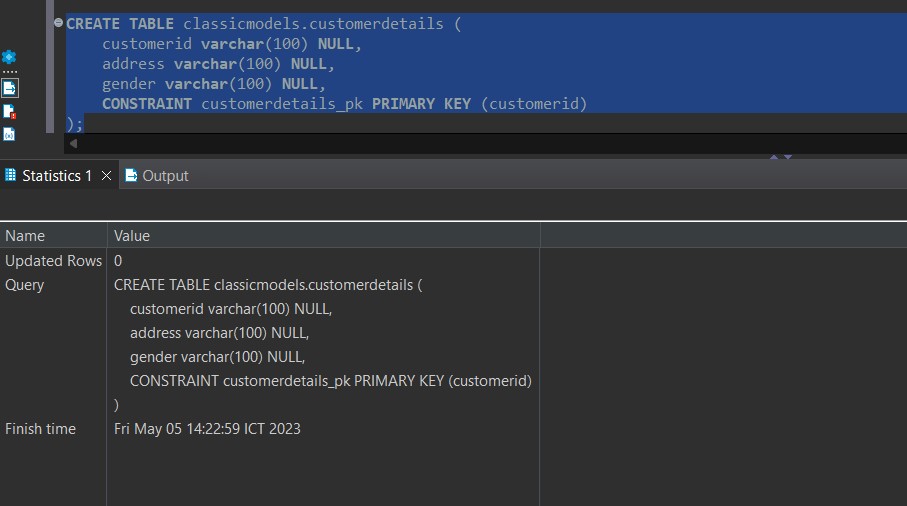 CREATE TABLE classicmodels.customerdetails (
    customerid varchar(100) NULL,
    address varchar(100) NULL,
    gender varchar(100) NULL,
    CONSTRAINT customerdetails_pk PRIMARY KEY (customerid)
);
Statistics 1 Output
Name Value
Updated Rows 0
Query CREATE TABLE classicmodels.customerdetails (
    customerid varchar(100) NULL,
    address varchar(100) NULL,
    gender varchar(100) NULL,
    CONSTRAINT customerdetails_pk PRIMARY KEY (customerid)
)
Finish time Fri May 05 14:22:59 ICT 2023